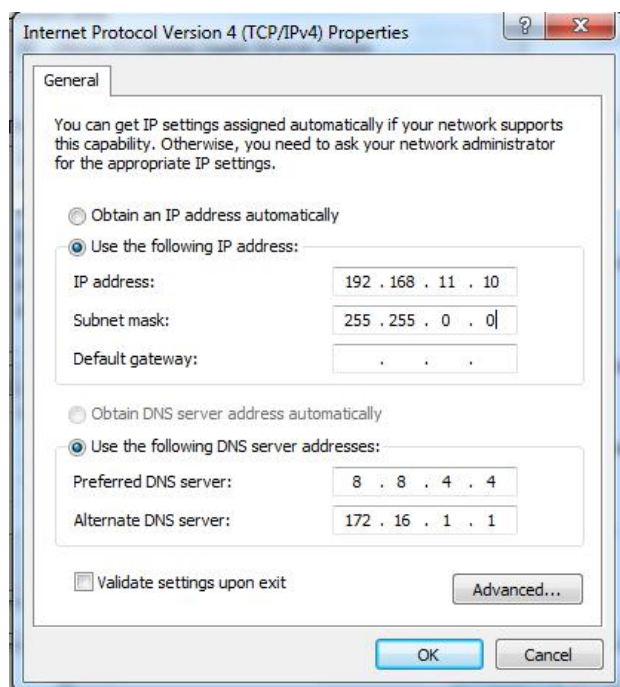 Internet Protocol Version 4 (TCP/IPv4) Properties
?
General
You can get IP settings assigned automatically if your network supports
this capability. Otherwise, you need to ask your network administrator
for the appropriate IP settings.
Obtain an IP address automatically
Use the following IP address:
IP address: 192 . 168 . 11 . 10
Subnet mask: 255 . 255 . 0 . 0
Default gateway: . . .
Obtain DNS server address automatically
Use the following DNS server addresses:
Preferred DNS server: 8 . 8 . 4 . 4
Alternate DNS server: 172 . 16 . 1 . 1
Validate settings upon exit
Advanced...
OK Cancel